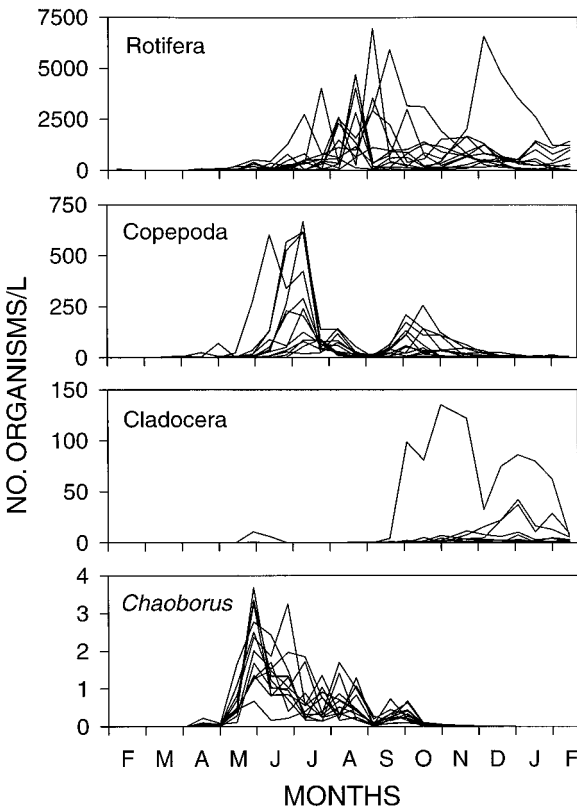 NO. ORGANISMS/L
7500
5000
2500
0
Rotifera
750
500
250
0
Copepoda
150
100
50
0
Cladocera
4
3
2
1
0
Chaoborus
F M A M J J A S O N D J F
MONTHS